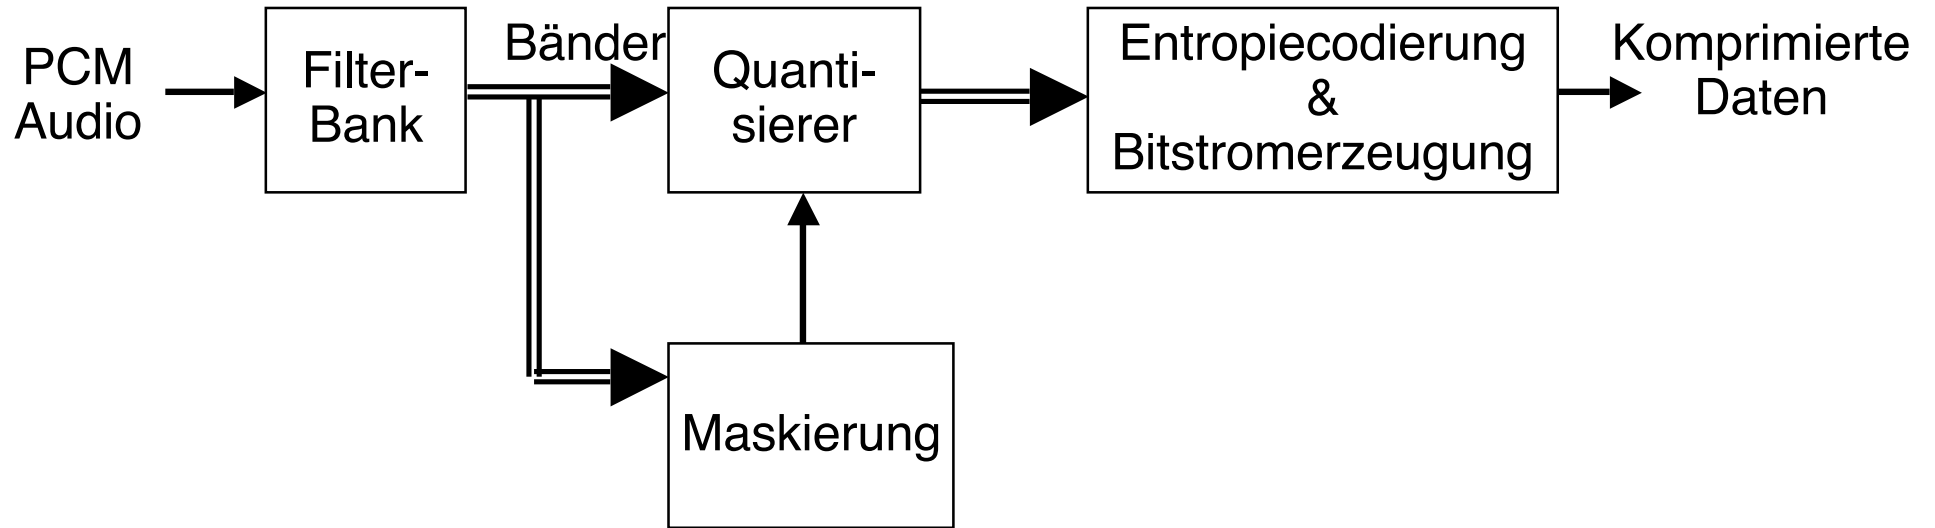 PCM
Audio
Filter-
Bank
Bänder
Quanti-
sierer
Entropiecodierung
&
Bitstromerzeugung
Komprimierte
Daten
Maskierung